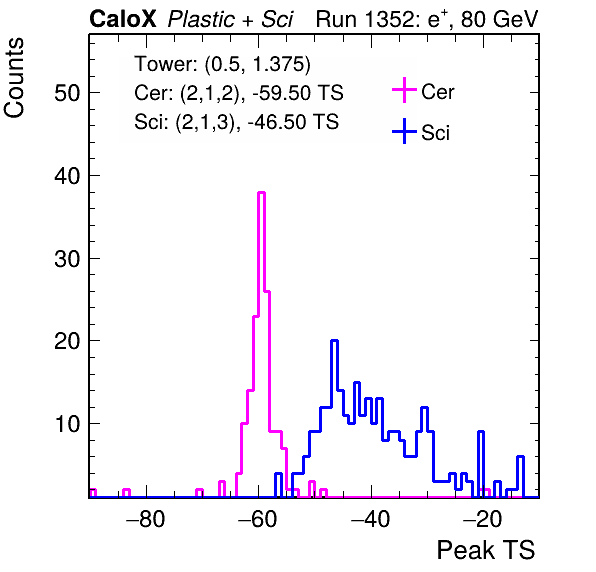 CaloX Plastic + Sci Run 1352: e⁺, 80 GeV
Tower: (0.5, 1.375)
Cer: (2,1,2), -59.50 TS
Sci: (2,1,3), -46.50 TS
Cer
Sci
Counts
50
40
30
20
10
−80 −60 −40 −20
Peak TS